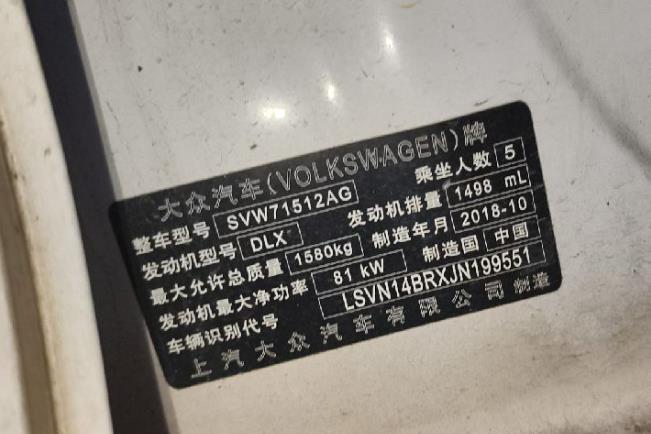 大众汽车(VOLKSWAGEN)牌
整车型号 SVW71512AG 乘坐人数 5
发动机型号 DLX 发动机排量 1498 mL
最大允许总质量 1580kg 制造年月 2018-10
发动机最大净功率 81 kW 制造国 中国
车辆识别代号 LSVN14BRXJN199551
上汽大众汽车有限公司 制造